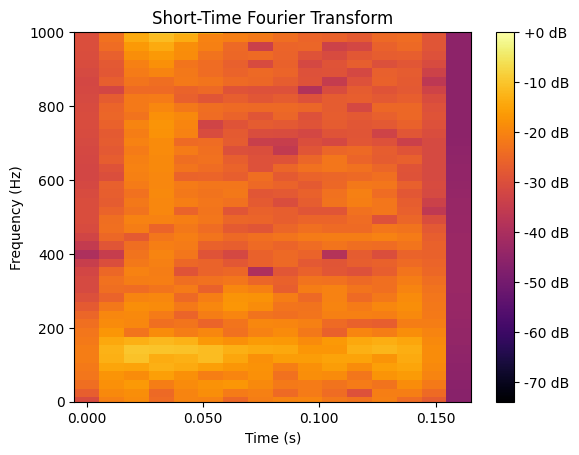 Short-Time Fourier Transform
1000
800
600
400
200
0
Frequency (Hz)
0.000
0.050
0.100
0.150
Time (s)
+0 dB
-10 dB
-20 dB
-30 dB
-40 dB
-50 dB
-60 dB
-70 dB